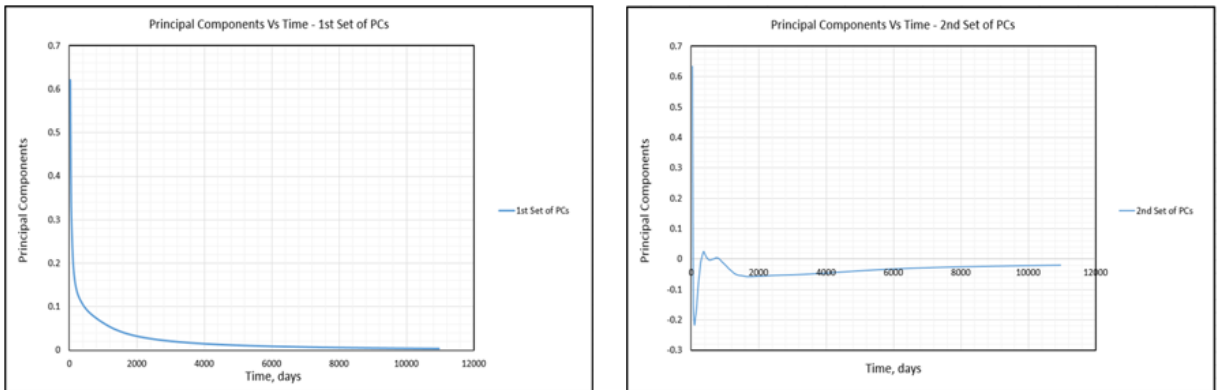 Principal Components Vs Time - 1st Set of PCs
0.7
0.6
0.5
0.4
0.3
0.2
0.1
0
Principal Components
0 2000 4000 6000 8000 10000 12000
Time, days
1st Set of PCs
Principal Components Vs Time - 2nd Set of PCs
0.7
0.6
0.5
0.4
0.3
0.2
0.1
0
-0.1
-0.2
-0.3
Principal Components
0 2000 4000 6000 8000 10000 12000
Time, days
2nd Set of PCs